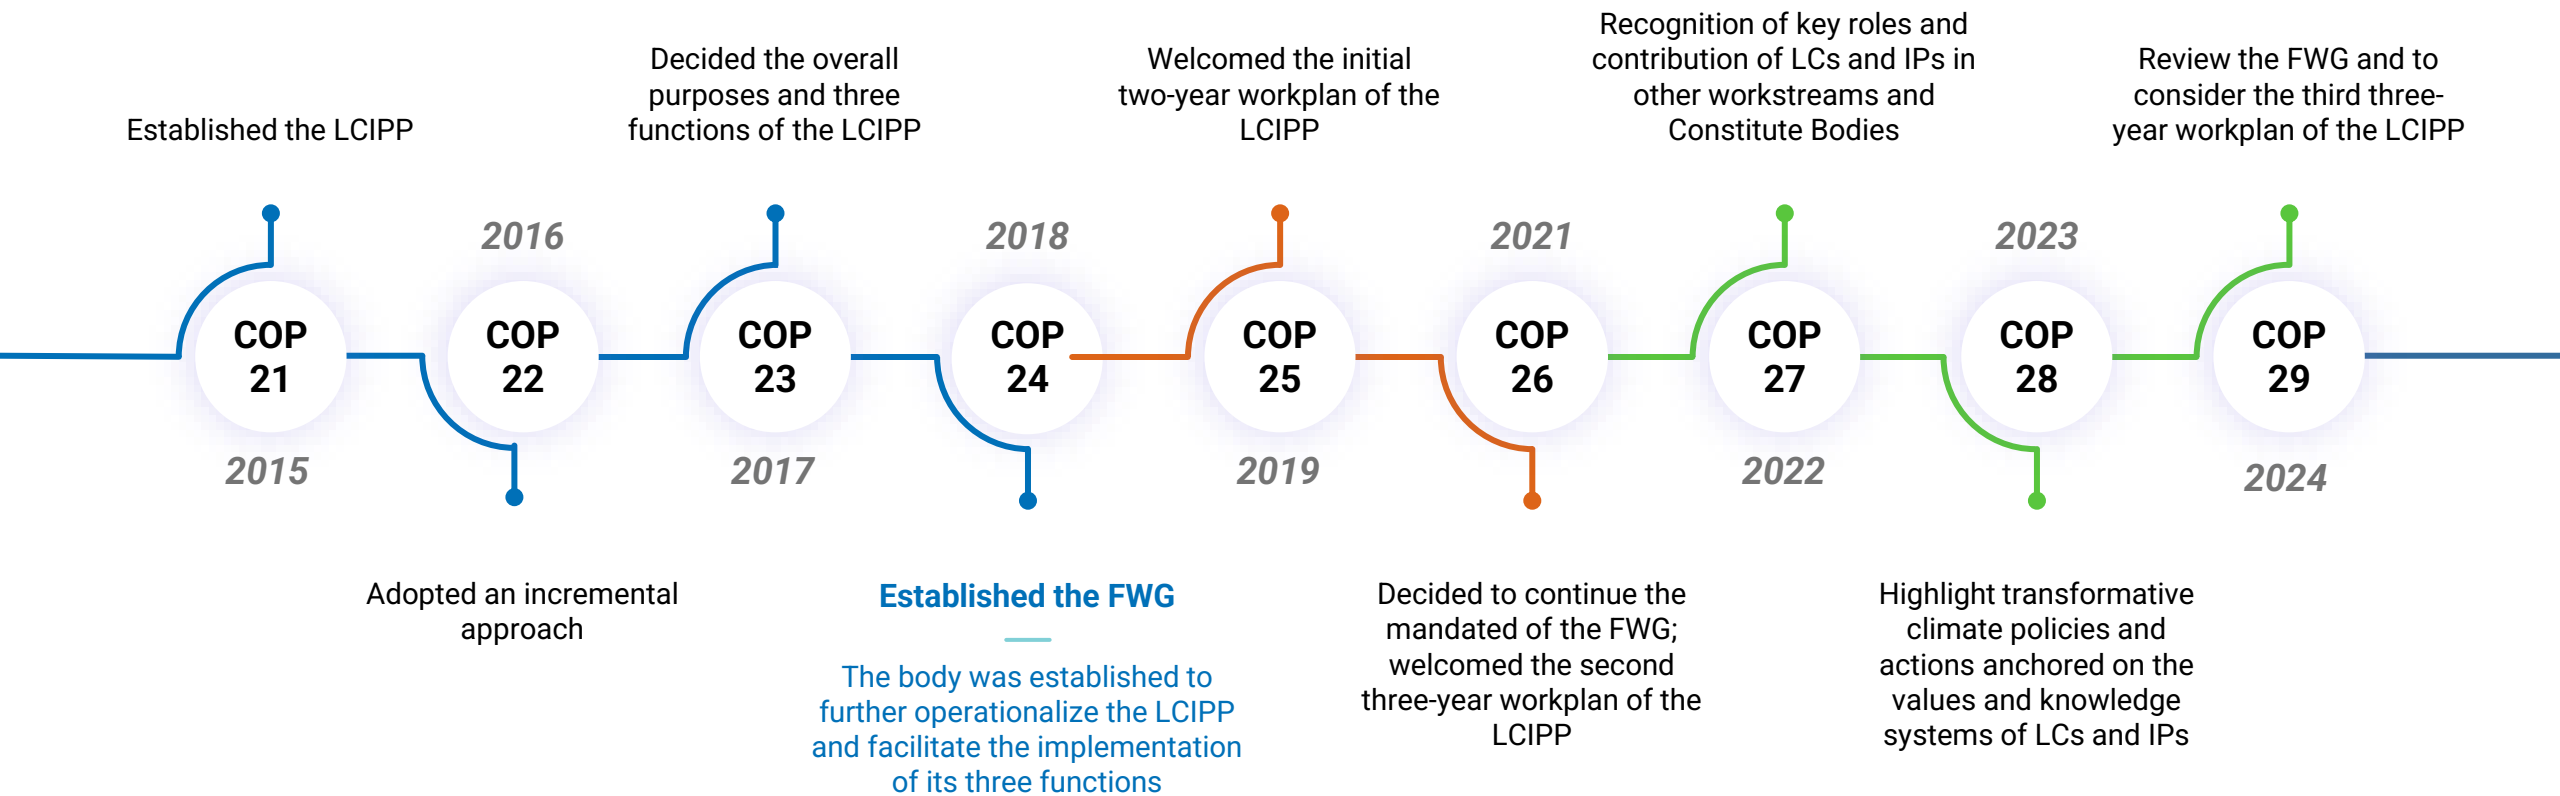 Established the LCIPP
COP
21
2015
2016
COP
22
Adopted an incremental
approach
Decided the overall
purposes and three
functions of the LCIPP
COP
23
2017
2018
COP
24
Established the FWG
The body was established to
further operationalize the LCIPP
and facilitate the implementation
of its three functions
Welcomed the initial
two-year workplan of the
LCIPP
COP
25
2019
2021
COP
26
Decided to continue the
mandated of the FWG;
welcomed the second
three-year workplan of the
LCIPP
Recognition of key roles and
contribution of LCs and IPs in
other workstreams and
Constitute Bodies
COP
27
2022
2023
COP
28
Highlight transformative
climate policies and
actions anchored on the
values and knowledge
systems of LCs and IPs
Review the FWG and to
consider the third three-
year workplan of the LCIPP
COP
29
2024